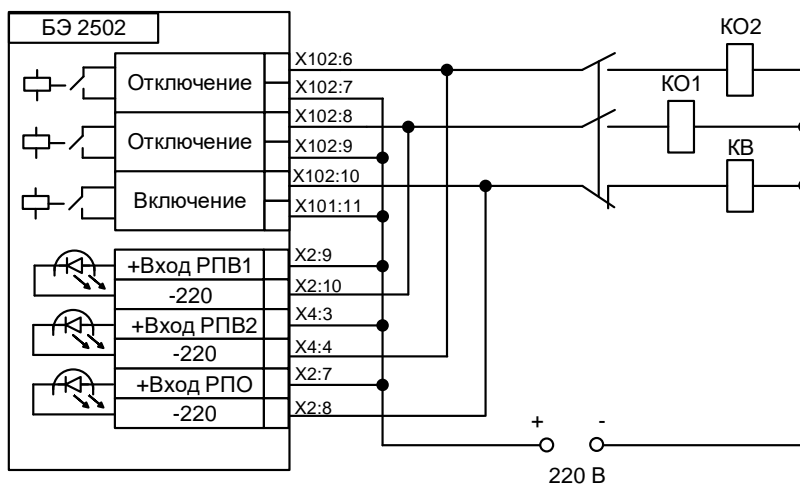 БЭ 2502
КО2
X102:6
Отключение
X102:7
КО1
X102:8
Отключение
X102:9
КВ
X102:10
Включение
X101:11
+Вход РПВ1
X2:9
-220
X2:10
+Вход РПВ2
X4:3
-220
X4:4
+Вход РПО
X2:7
-220
X2:8
+ -
220 В